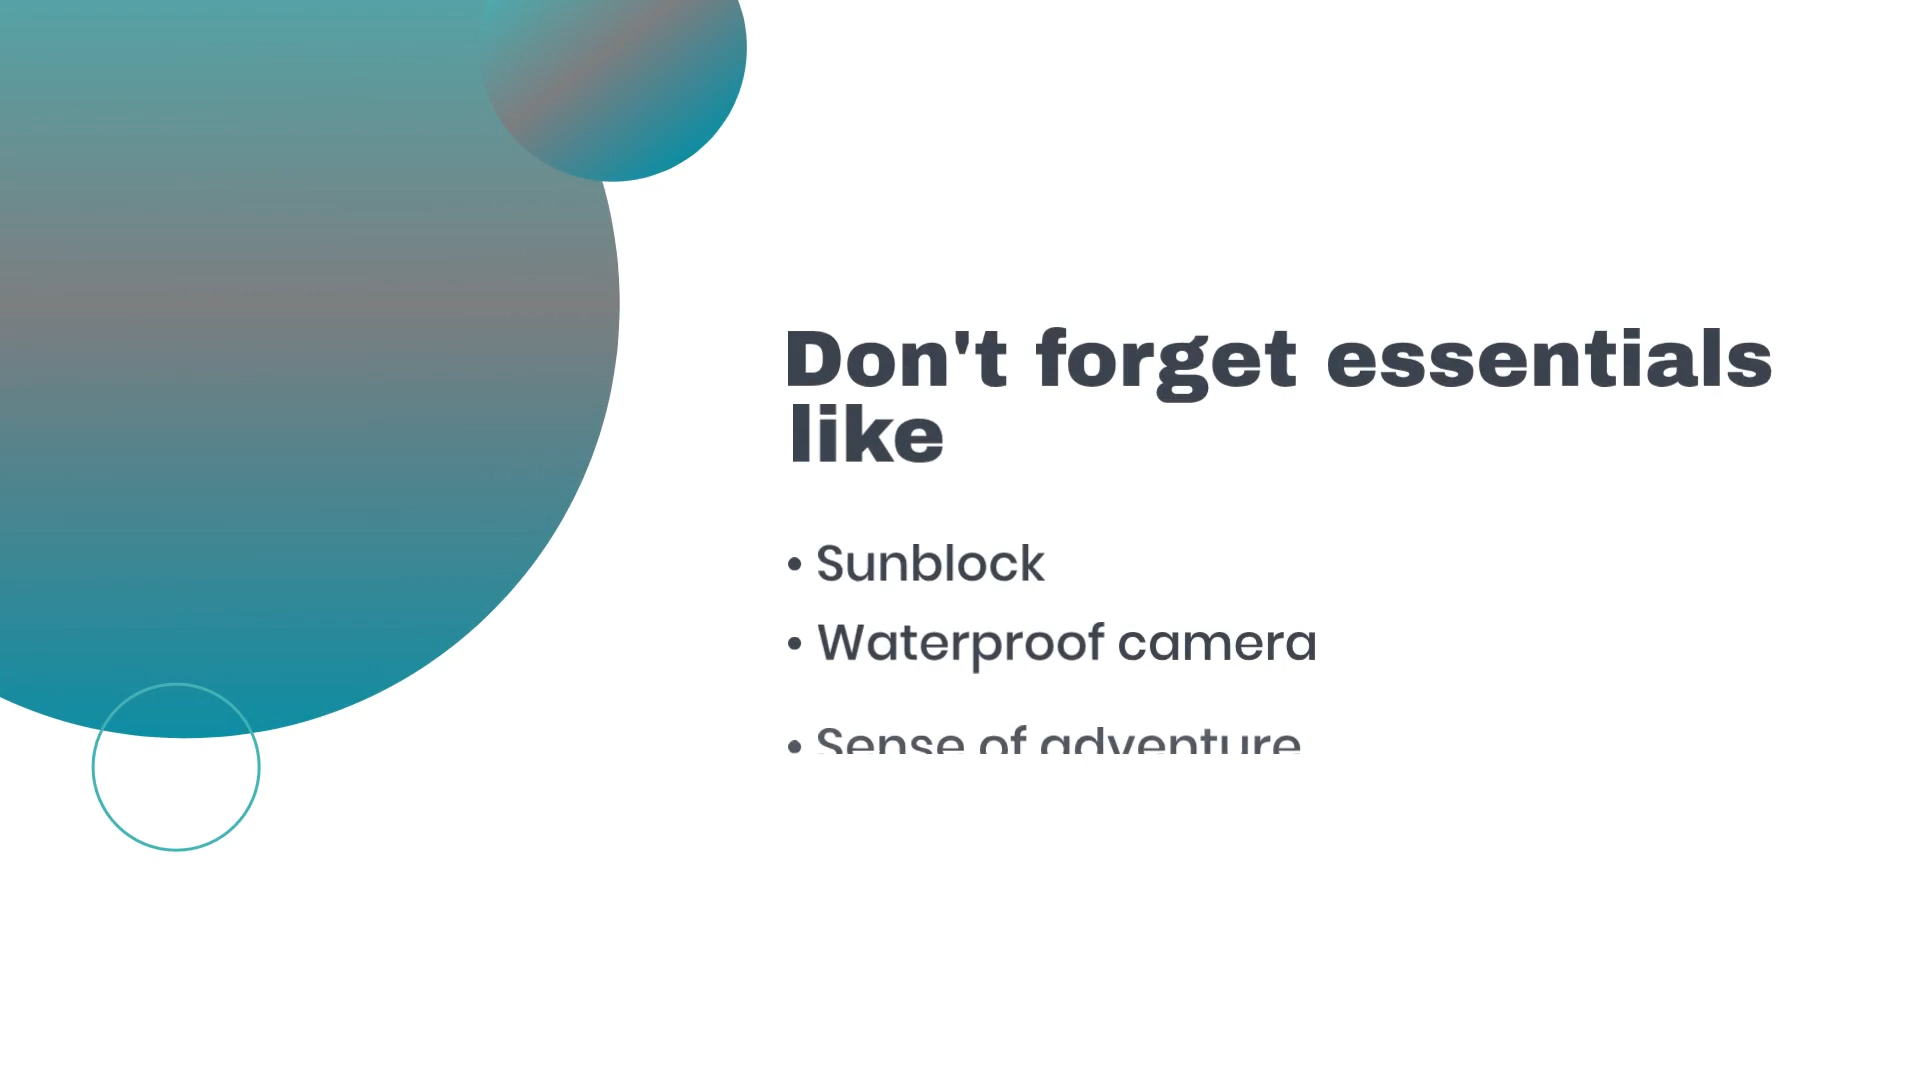 Don't forget essentials
like
• Sunblock
• Waterproof camera
• Sense of adventure